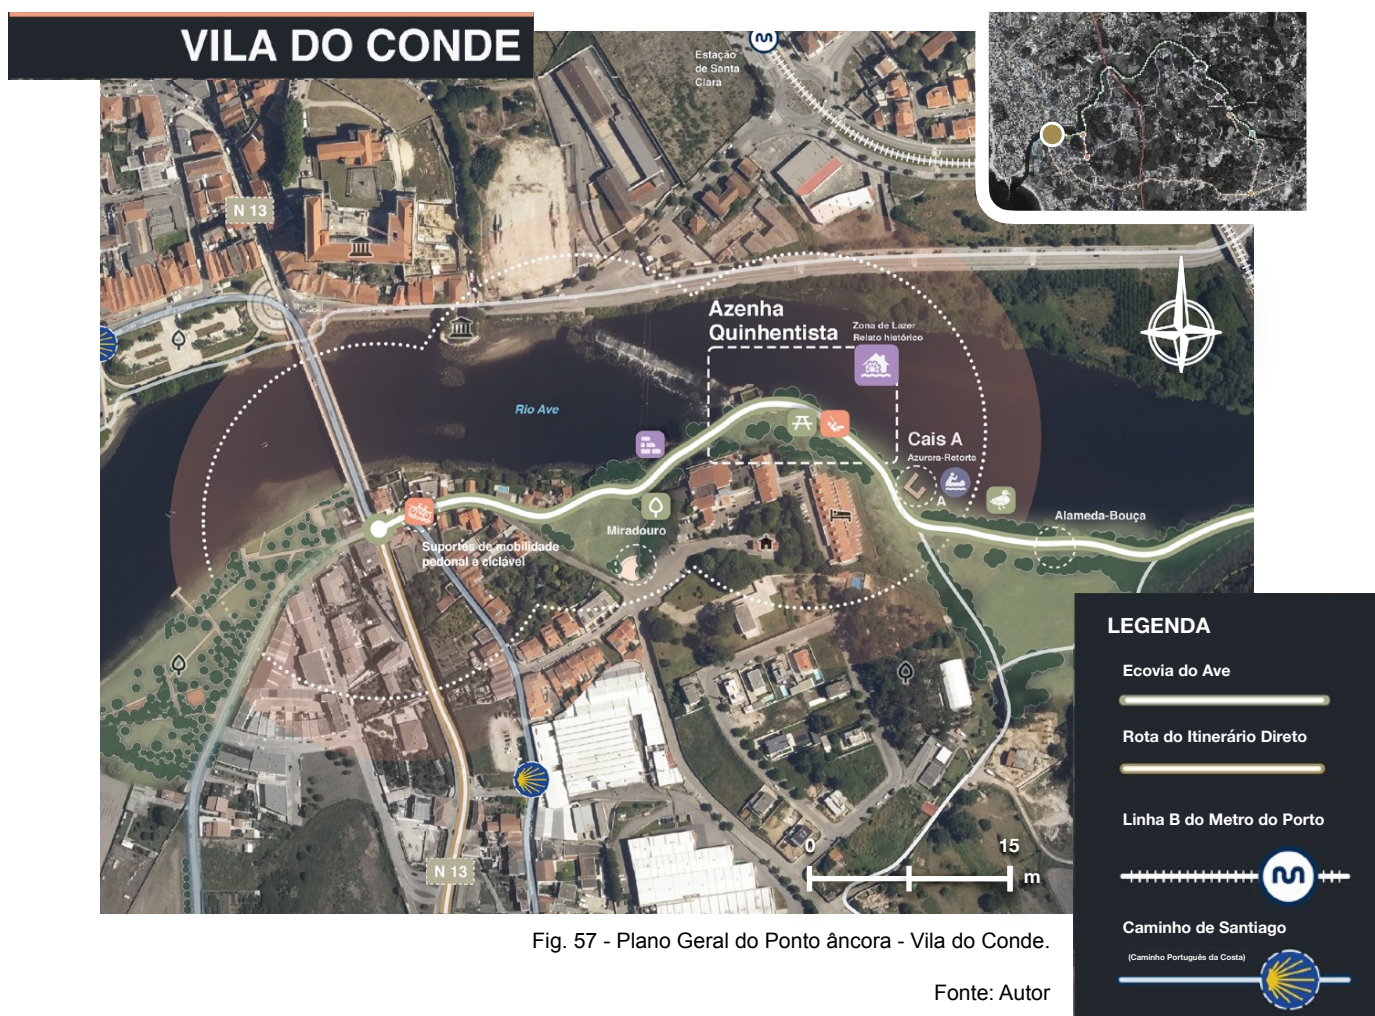 VILA DO CONDE
Estação
de Santa
Clara
N 13
Azenha
Quinhentista
Zona de Lazer
Relato histórico
Rio Ave
Cais A
Azurara-Retorta
A
Alameda-Bouça
Miradouro
Suportes de mobilidade
pedonal e ciclável
N 13
0 15
m
LEGENDA
Ecovia do Ave
Rota do Itinerário Direto
Linha B do Metro do Porto
Caminho de Santiago
(Caminho Português da Costa)
Fig. 57 - Plano Geral do Ponto âncora - Vila do Conde.
Fonte: Autor